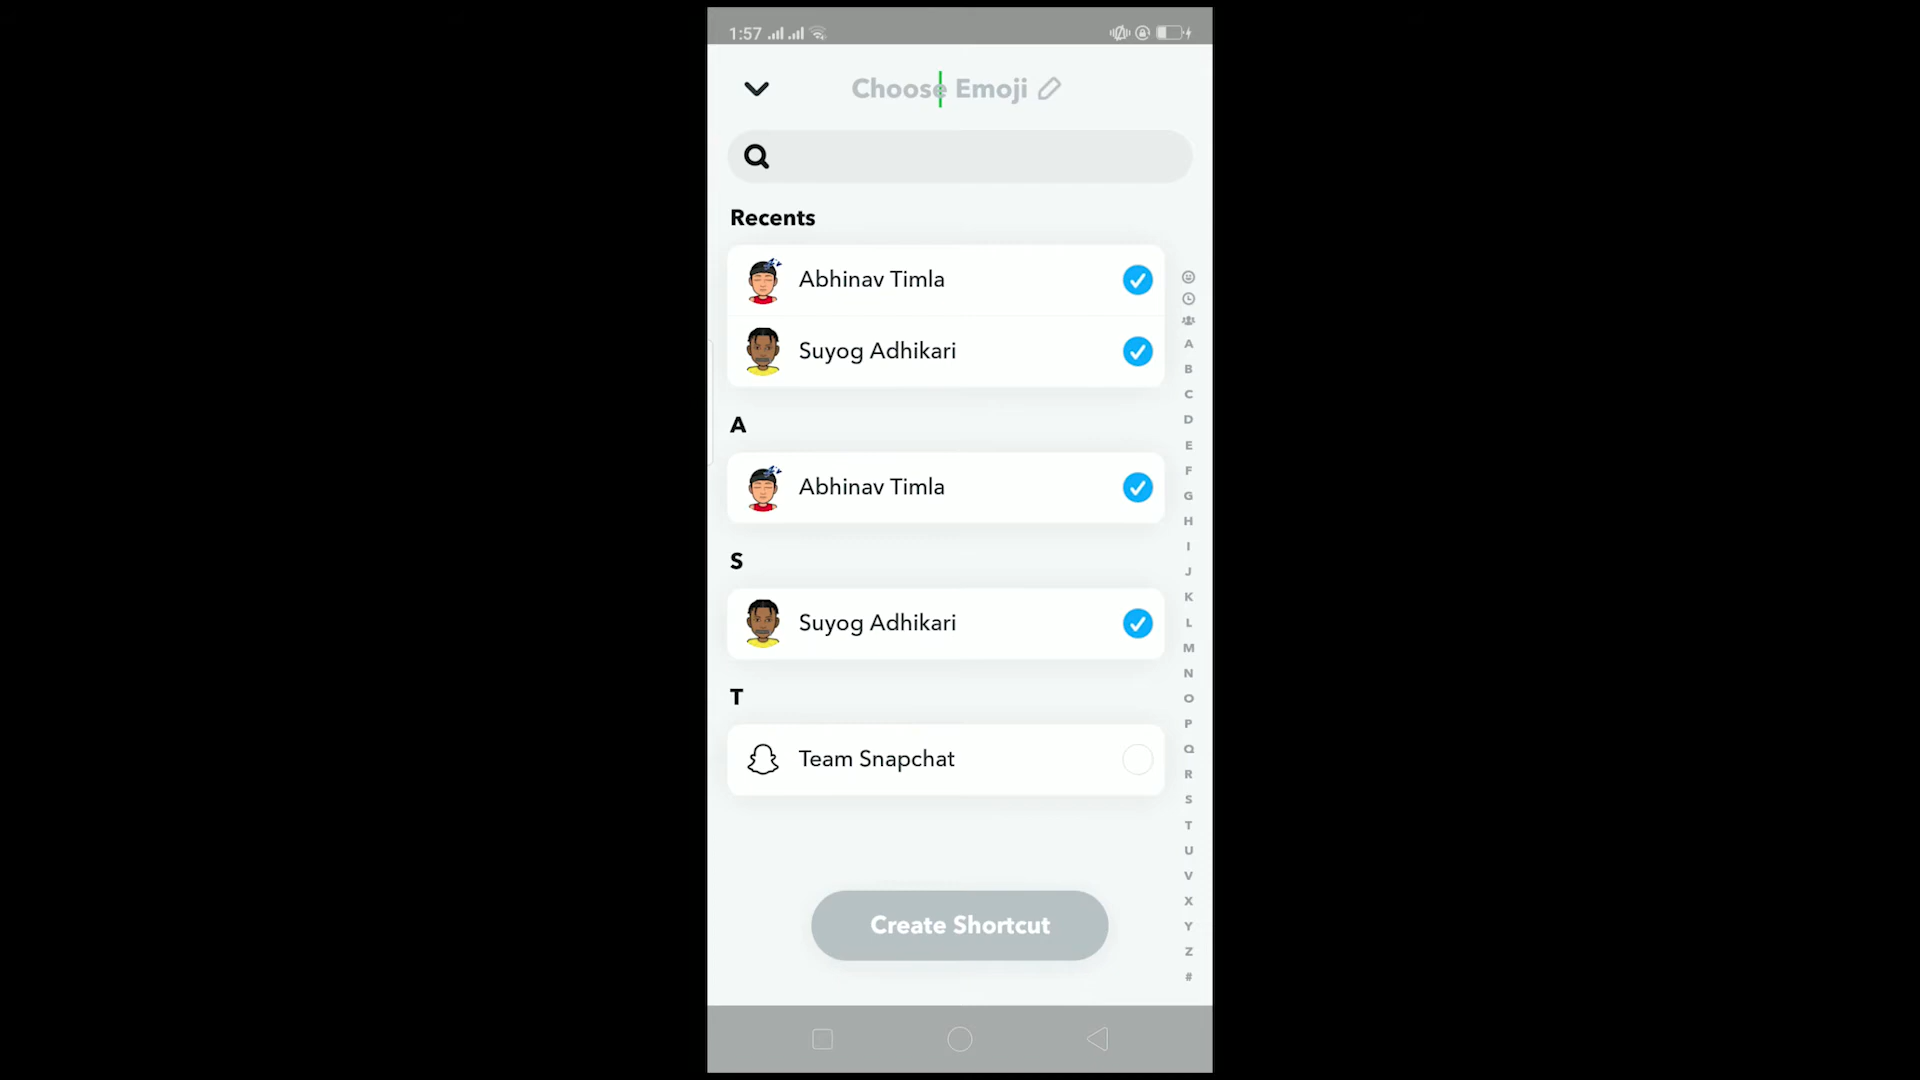 1:57
Choose Emoji
Recents
Abhinav Timla
Suyog Adhikari
A
Abhinav Timla
S
Suyog Adhikari
T
Team Snapchat
Create Shortcut
A
B
C
D
E
F
G
H
I
J
K
L
M
N
O
P
Q
R
S
T
U
V
X
Y
Z
#